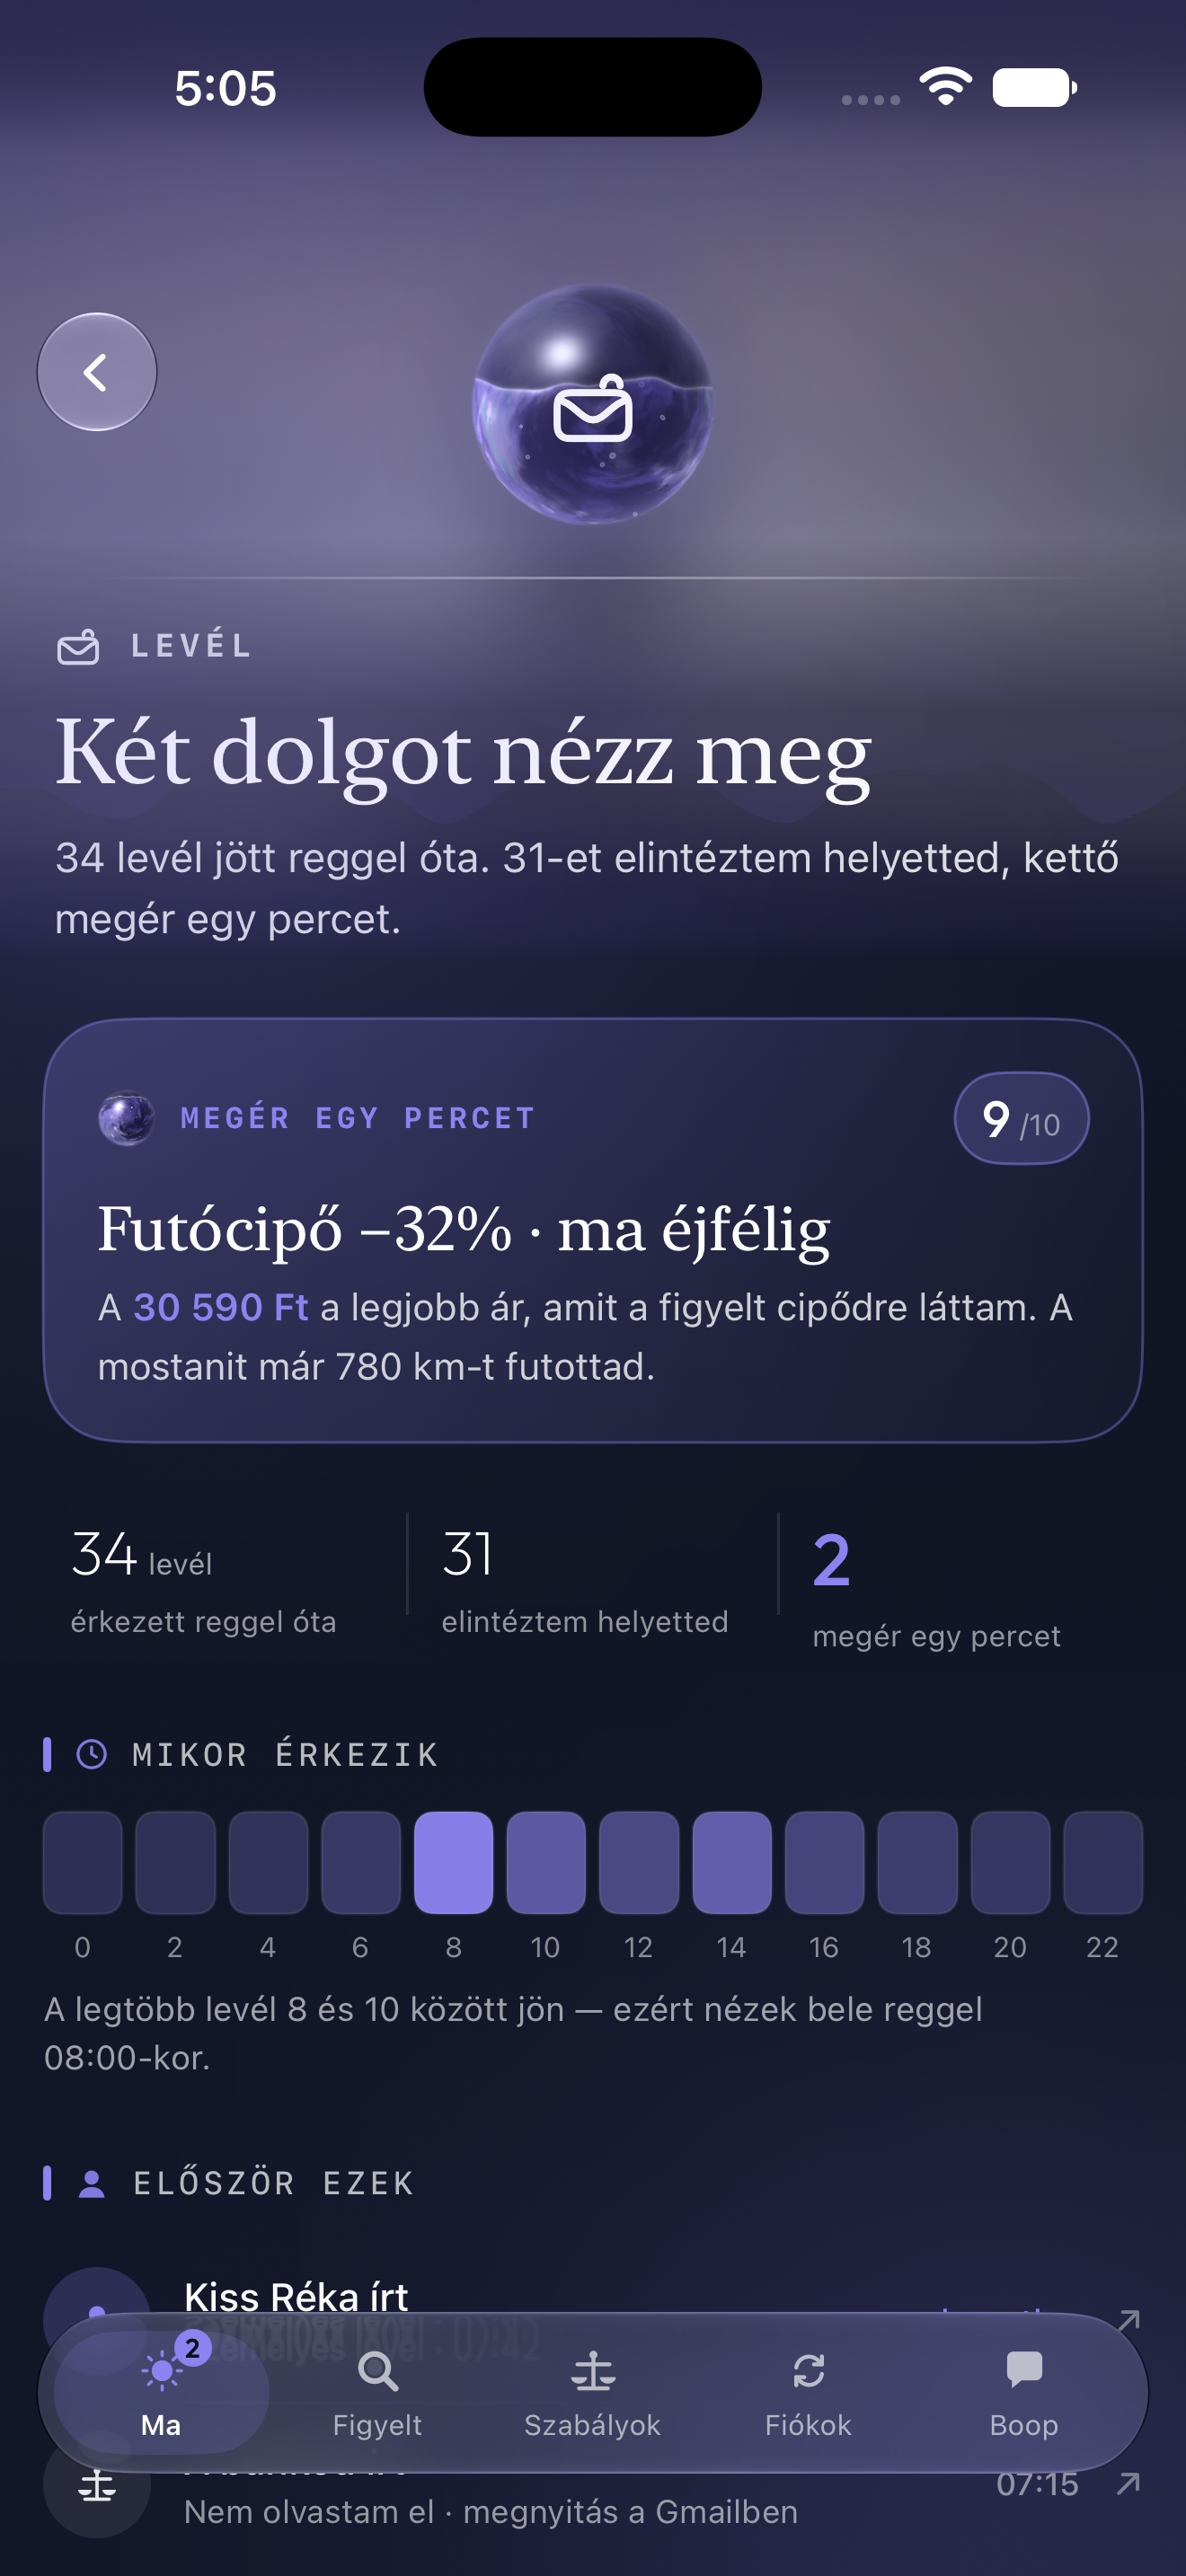 5:05
LEVÉL
Két dolgot nézz meg
34 levél jött reggel óta. 31-et elintéztem helyetted, kettő
megér egy percet.
MEGÉR EGY PERCET
9 /10
Futócipő −32% · ma éjfélig
A 30 590 Ft a legjobb ár, amit a figyelt cipődre láttam. A
mostanit már 780 km-t futottad.
34 levél
érkezett reggel óta
31
elintéztem helyetted
2
megér egy percet
MIKOR ÉRKEZIK
0 2 4 6 8 10 12 14 16 18 20 22
A legtöbb levél 8 és 10 között jön — ezért nézek bele reggel
08:00-kor.
ELŐSZÖR EZEK
Kiss Réka írt
2
Ma
Figyelt
Szabályok
Fiókok
Boop
07:15
Nem olvastam el · megnyitás a Gmailben